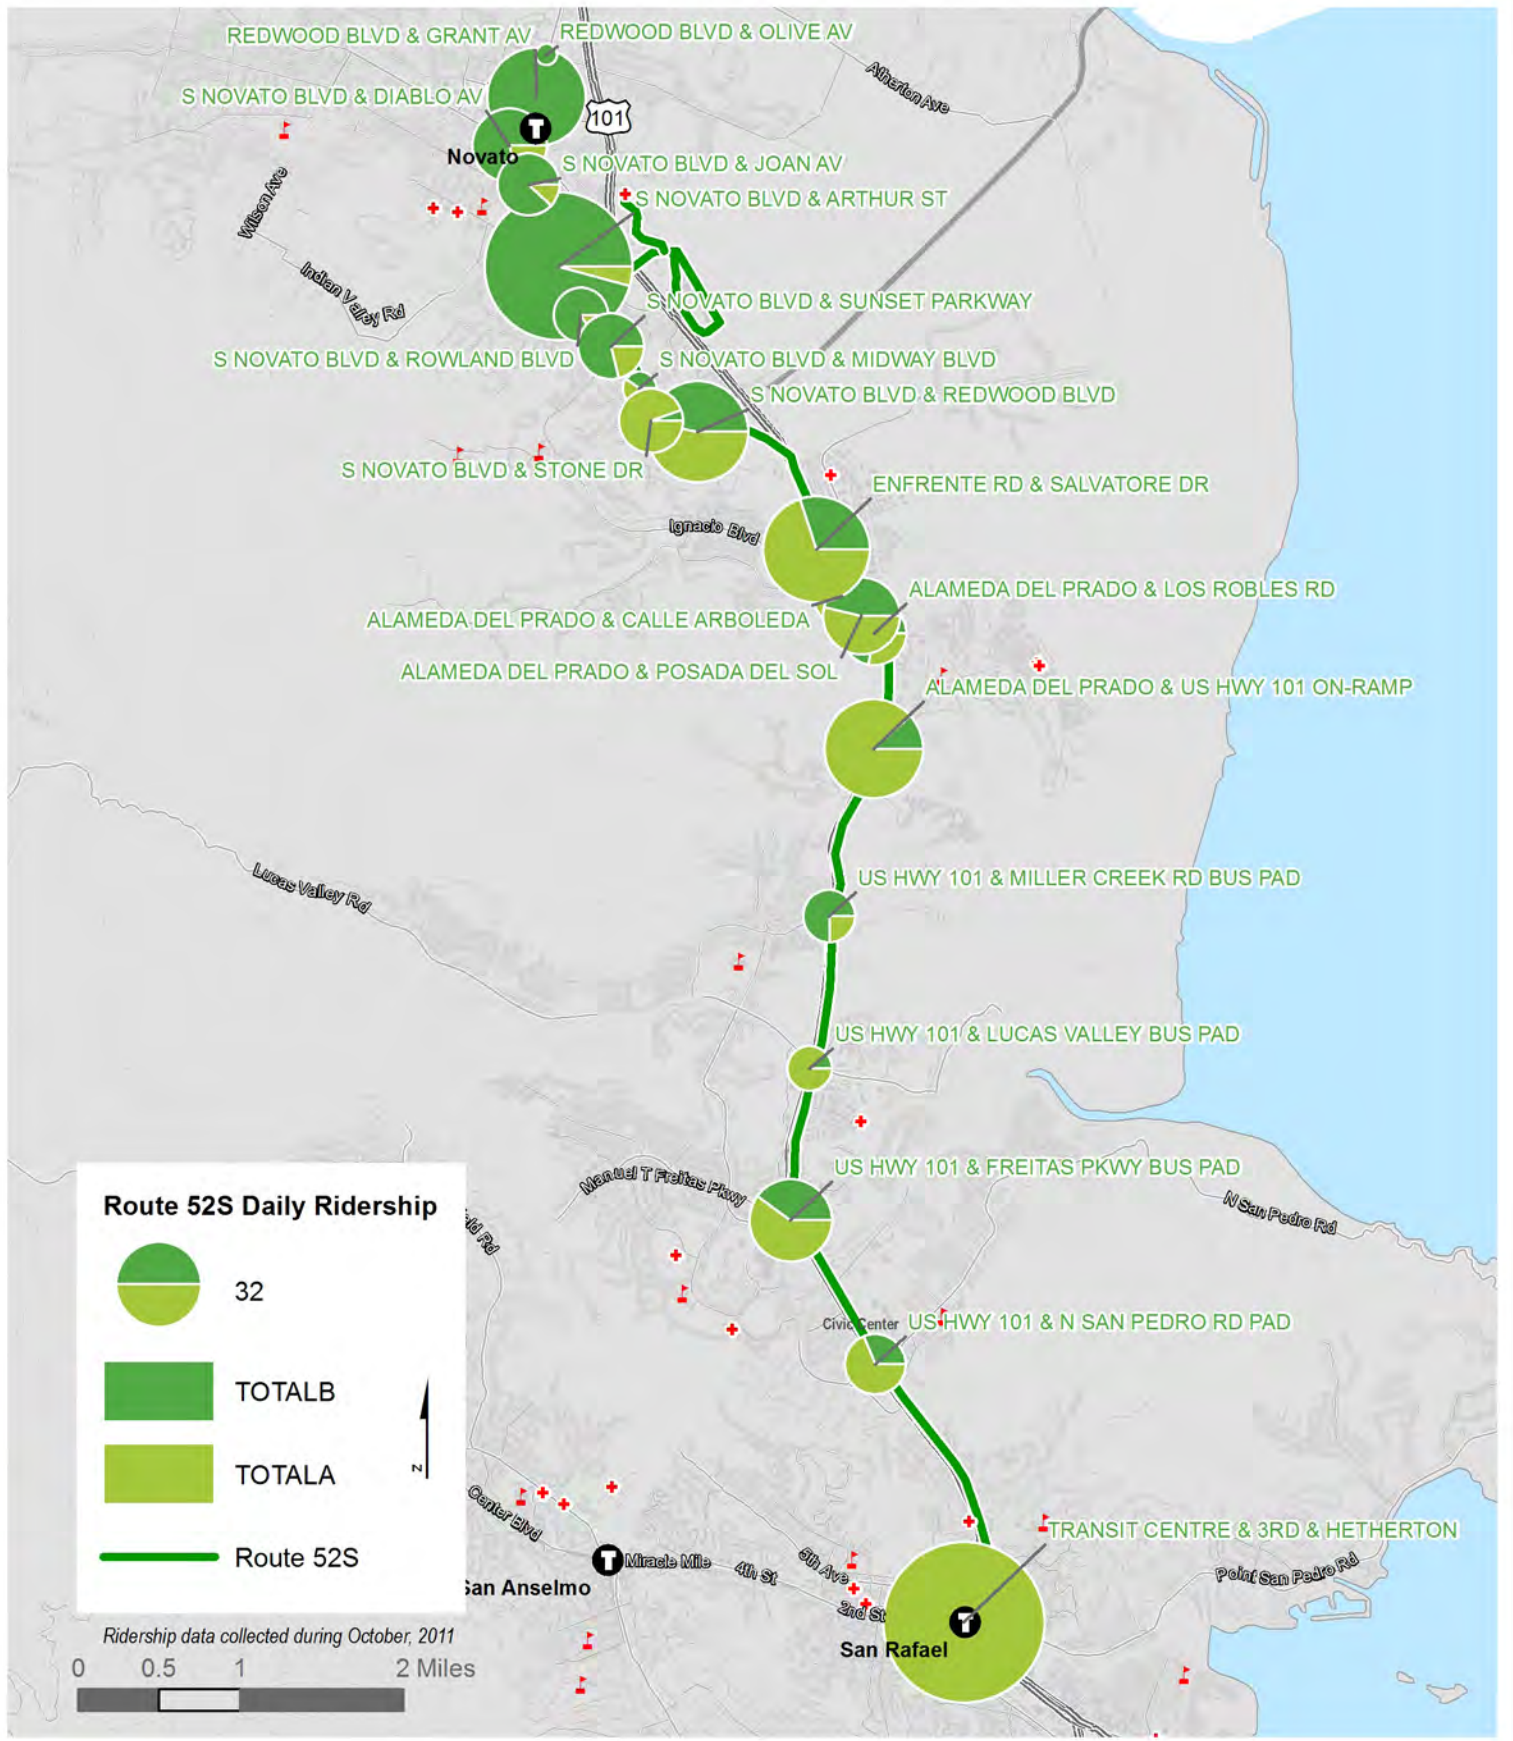 REDWOOD BLVD & GRANT AV
REDWOOD BLVD & OLIVE AV
Atherton Ave
S NOVATO BLVD & DIABLO AV
101
T
Novato
S NOVATO BLVD & JOAN AV
Wilson Ave
S NOVATO BLVD & ARTHUR ST
Indian Valley Rd
S NOVATO BLVD & SUNSET PARKWAY
S NOVATO BLVD & ROWLAND BLVD
S NOVATO BLVD & MIDWAY BLVD
S NOVATO BLVD & REDWOOD BLVD
S NOVATO BLVD & STONE DR
ENFRENTE RD & SALVATORE DR
Ignacio Blvd
ALAMEDA DEL PRADO & LOS ROBLES RD
ALAMEDA DEL PRADO & CALLE ARBOLEDA
ALAMEDA DEL PRADO & POSADA DEL SOL
ALAMEDA DEL PRADO & US HWY 101 ON-RAMP
Lucas Valley Rd
US HWY 101 & MILLER CREEK RD BUS PAD
US HWY 101 & LUCAS VALLEY BUS PAD
US HWY 101 & FREITAS PKWY BUS PAD
Manuel T Freitas Pkwy
N San Pedro Rd
Civic Center
US HWY 101 & N SAN PEDRO RD PAD
TRANSIT CENTRE & 3RD & HETHERTON
Center Blvd
T
Miracle Mile
4th St
5th Ave
2nd St
Point San Pedro Rd
San Anselmo
T
San Rafael
Route 52S Daily Ridership
32
TOTALB
TOTALA
N
Route 52S
Ridership data collected during October, 2011
0 0.5 1 2 Miles